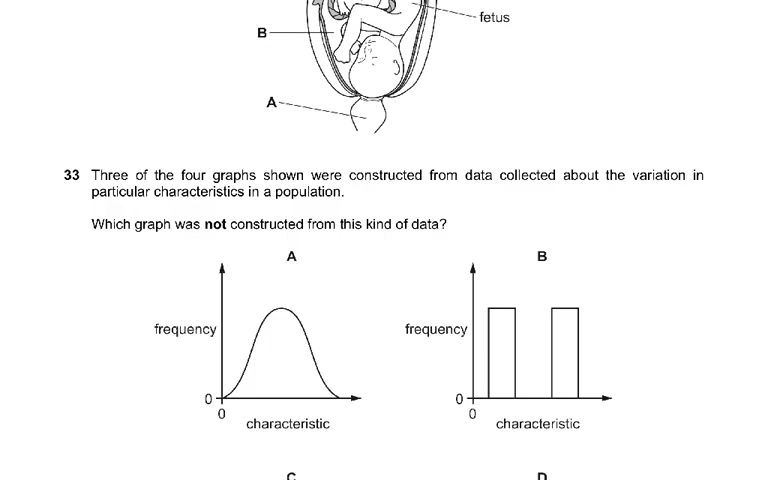 fetus
B
A
33 Three of the four graphs shown were constructed from data collected about the variation in
particular characteristics in a population.
Which graph was not constructed from this kind of data?
A
B
frequency
frequency
0
0
0
0
characteristic
characteristic
C
D